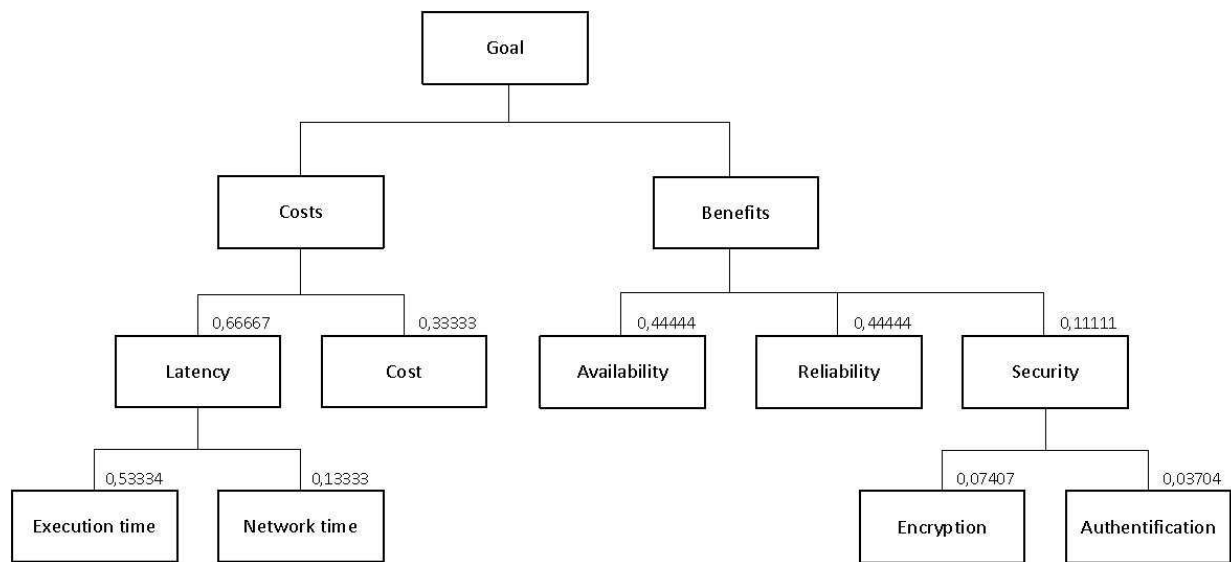 Goal
Costs
Benefits
0,66667
0,33333
0,44444
0,44444
0,11111
Latency
Cost
Availability
Reliability
Security
0,53334
0,13333
0,07407
0,03704
Execution time
Network time
Encryption
Authentification